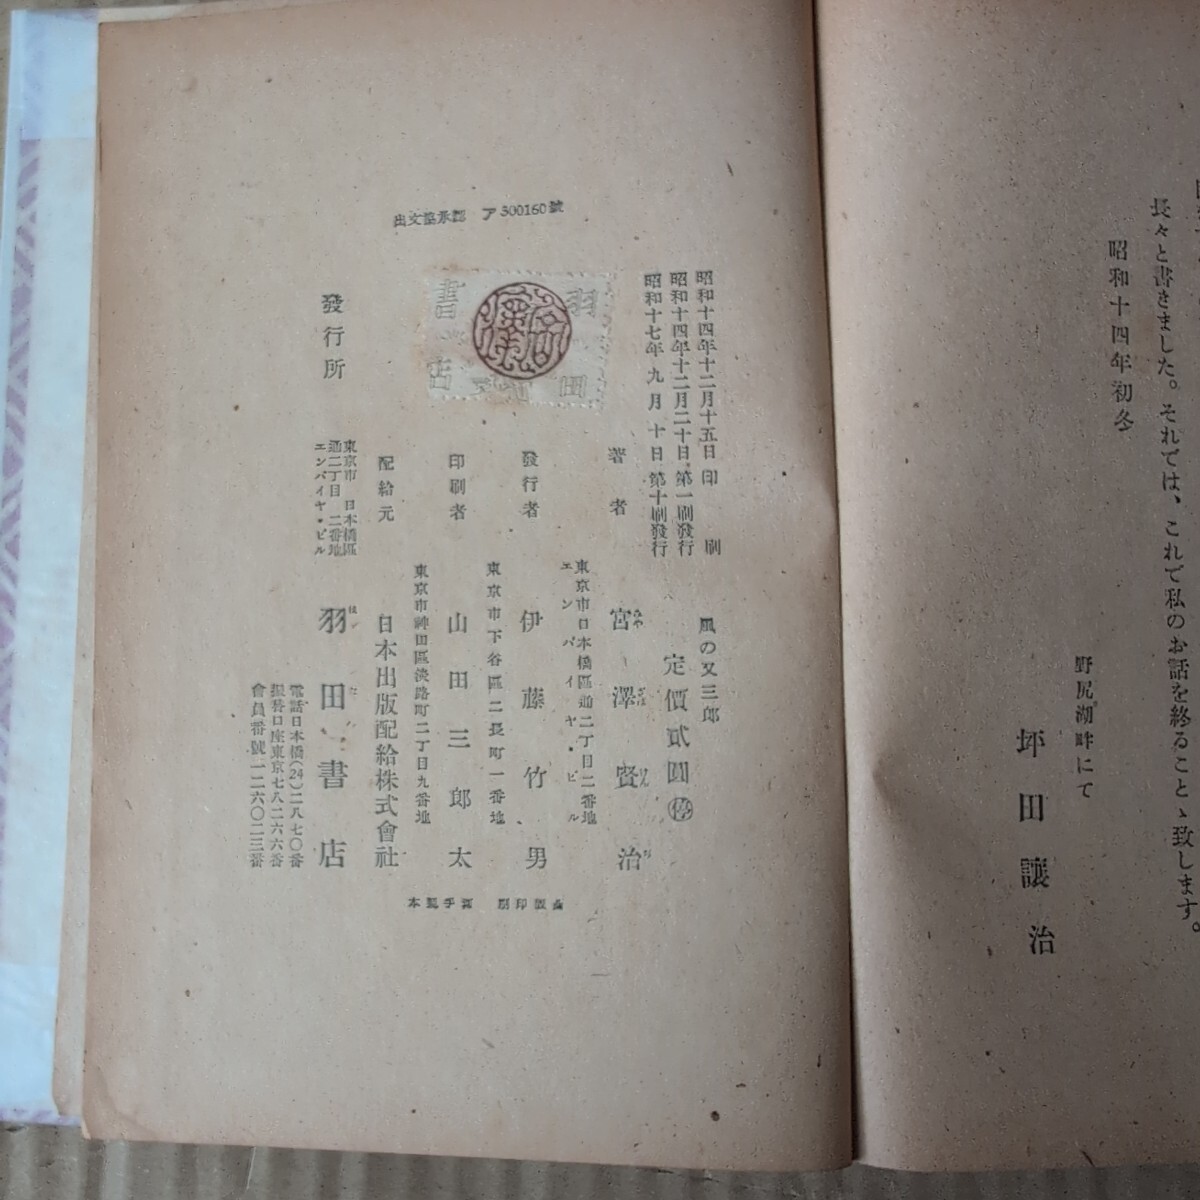 長々と書きました。それでは、これで私のお話を終ることゝ致します。
昭和十四年初冬
野尻湖畔にて
坪田讓治
出文協承認 ア300160號
昭和十四年十二月十五日印刷
昭和十四年十二月二十日第一刷發行
昭和十七年九月十日第十刷發行
風の又三郎
定價貳圓 停
著者
宮澤賢治
發行者
東京市日本橋區通二丁目二番地
エンパイヤ・ビル
伊藤竹男
印刷者
東京市下谷區二長町一番地
山田三郎太
配給元
東京市神田區淡路町二丁目九番地
日本出版配給株式會社
發行所
東京市日本橋區
通二丁目二番地
エンパイヤ・ビル
羽田書店
電話日本橋(24)二八七〇番
振替口座東京七八二六六番
會員番號一二六〇二三番
羽田書店